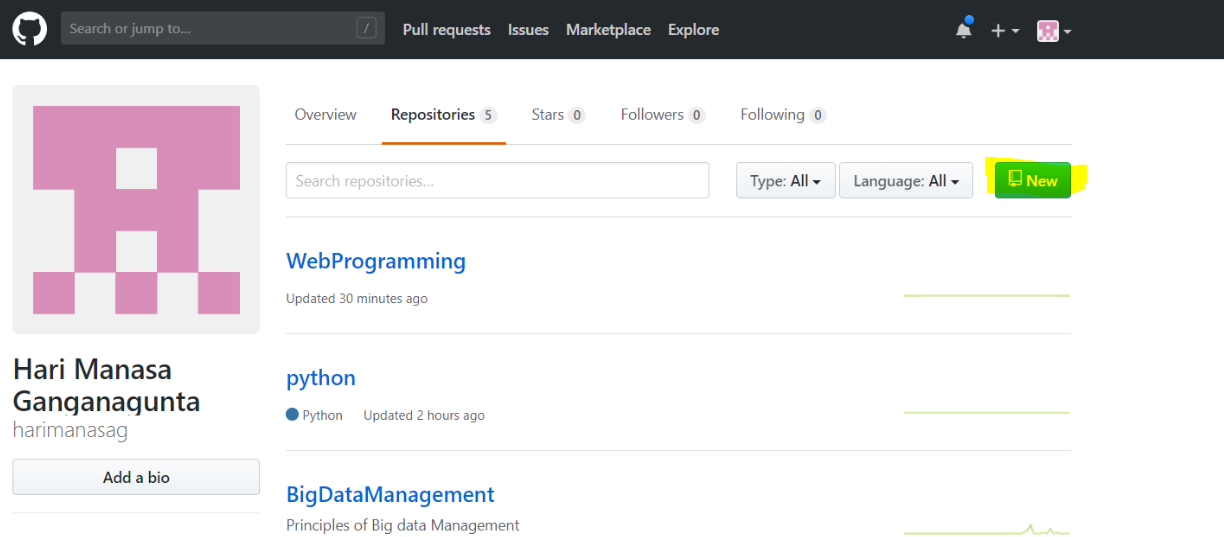 Search or jump to... / Pull requests Issues Marketplace Explore
Overview Repositories 5 Stars 0 Followers 0 Following 0
Search repositories... Type: All Language: All New
WebProgramming
Updated 30 minutes ago
Hari Manasa
Ganganagunta
harimanasag
Add a bio
python
Python Updated 2 hours ago
BigDataManagement
Principles of Big data Management